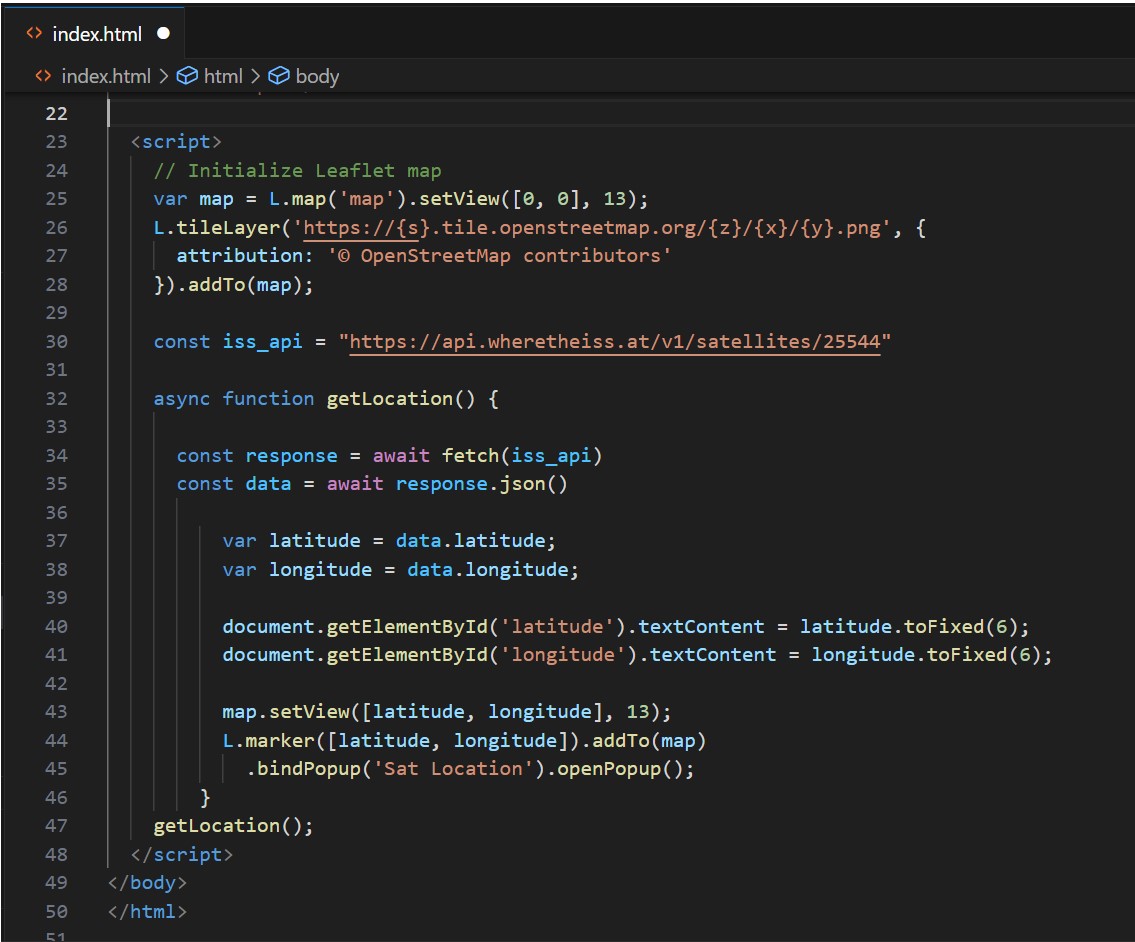 index.html
index.html > html > body
22
23 <script>
24 // Initialize Leaflet map
25 var map = L.map('map').setView([0, 0], 13);
26 L.tileLayer('https://{s}.tile.openstreetmap.org/{z}/{x}/{y}.png', {
27 attribution: '© OpenStreetMap contributors'
28 }).addTo(map);
29
30 const iss_api = "https://api.wheretheiss.at/v1/satellites/25544"
31
32 async function getLocation() {
33
34 const response = await fetch(iss_api)
35 const data = await response.json()
36
37 var latitude = data.latitude;
38 var longitude = data.longitude;
39
40 document.getElementById('latitude').textContent = latitude.toFixed(6);
41 document.getElementById('longitude').textContent = longitude.toFixed(6);
42
43 map.setView([latitude, longitude], 13);
44 L.marker([latitude, longitude]).addTo(map)
45 .bindPopup('Sat Location').openPopup();
46 }
47 getLocation();
48 </script>
49 </body>
50 </html>
51